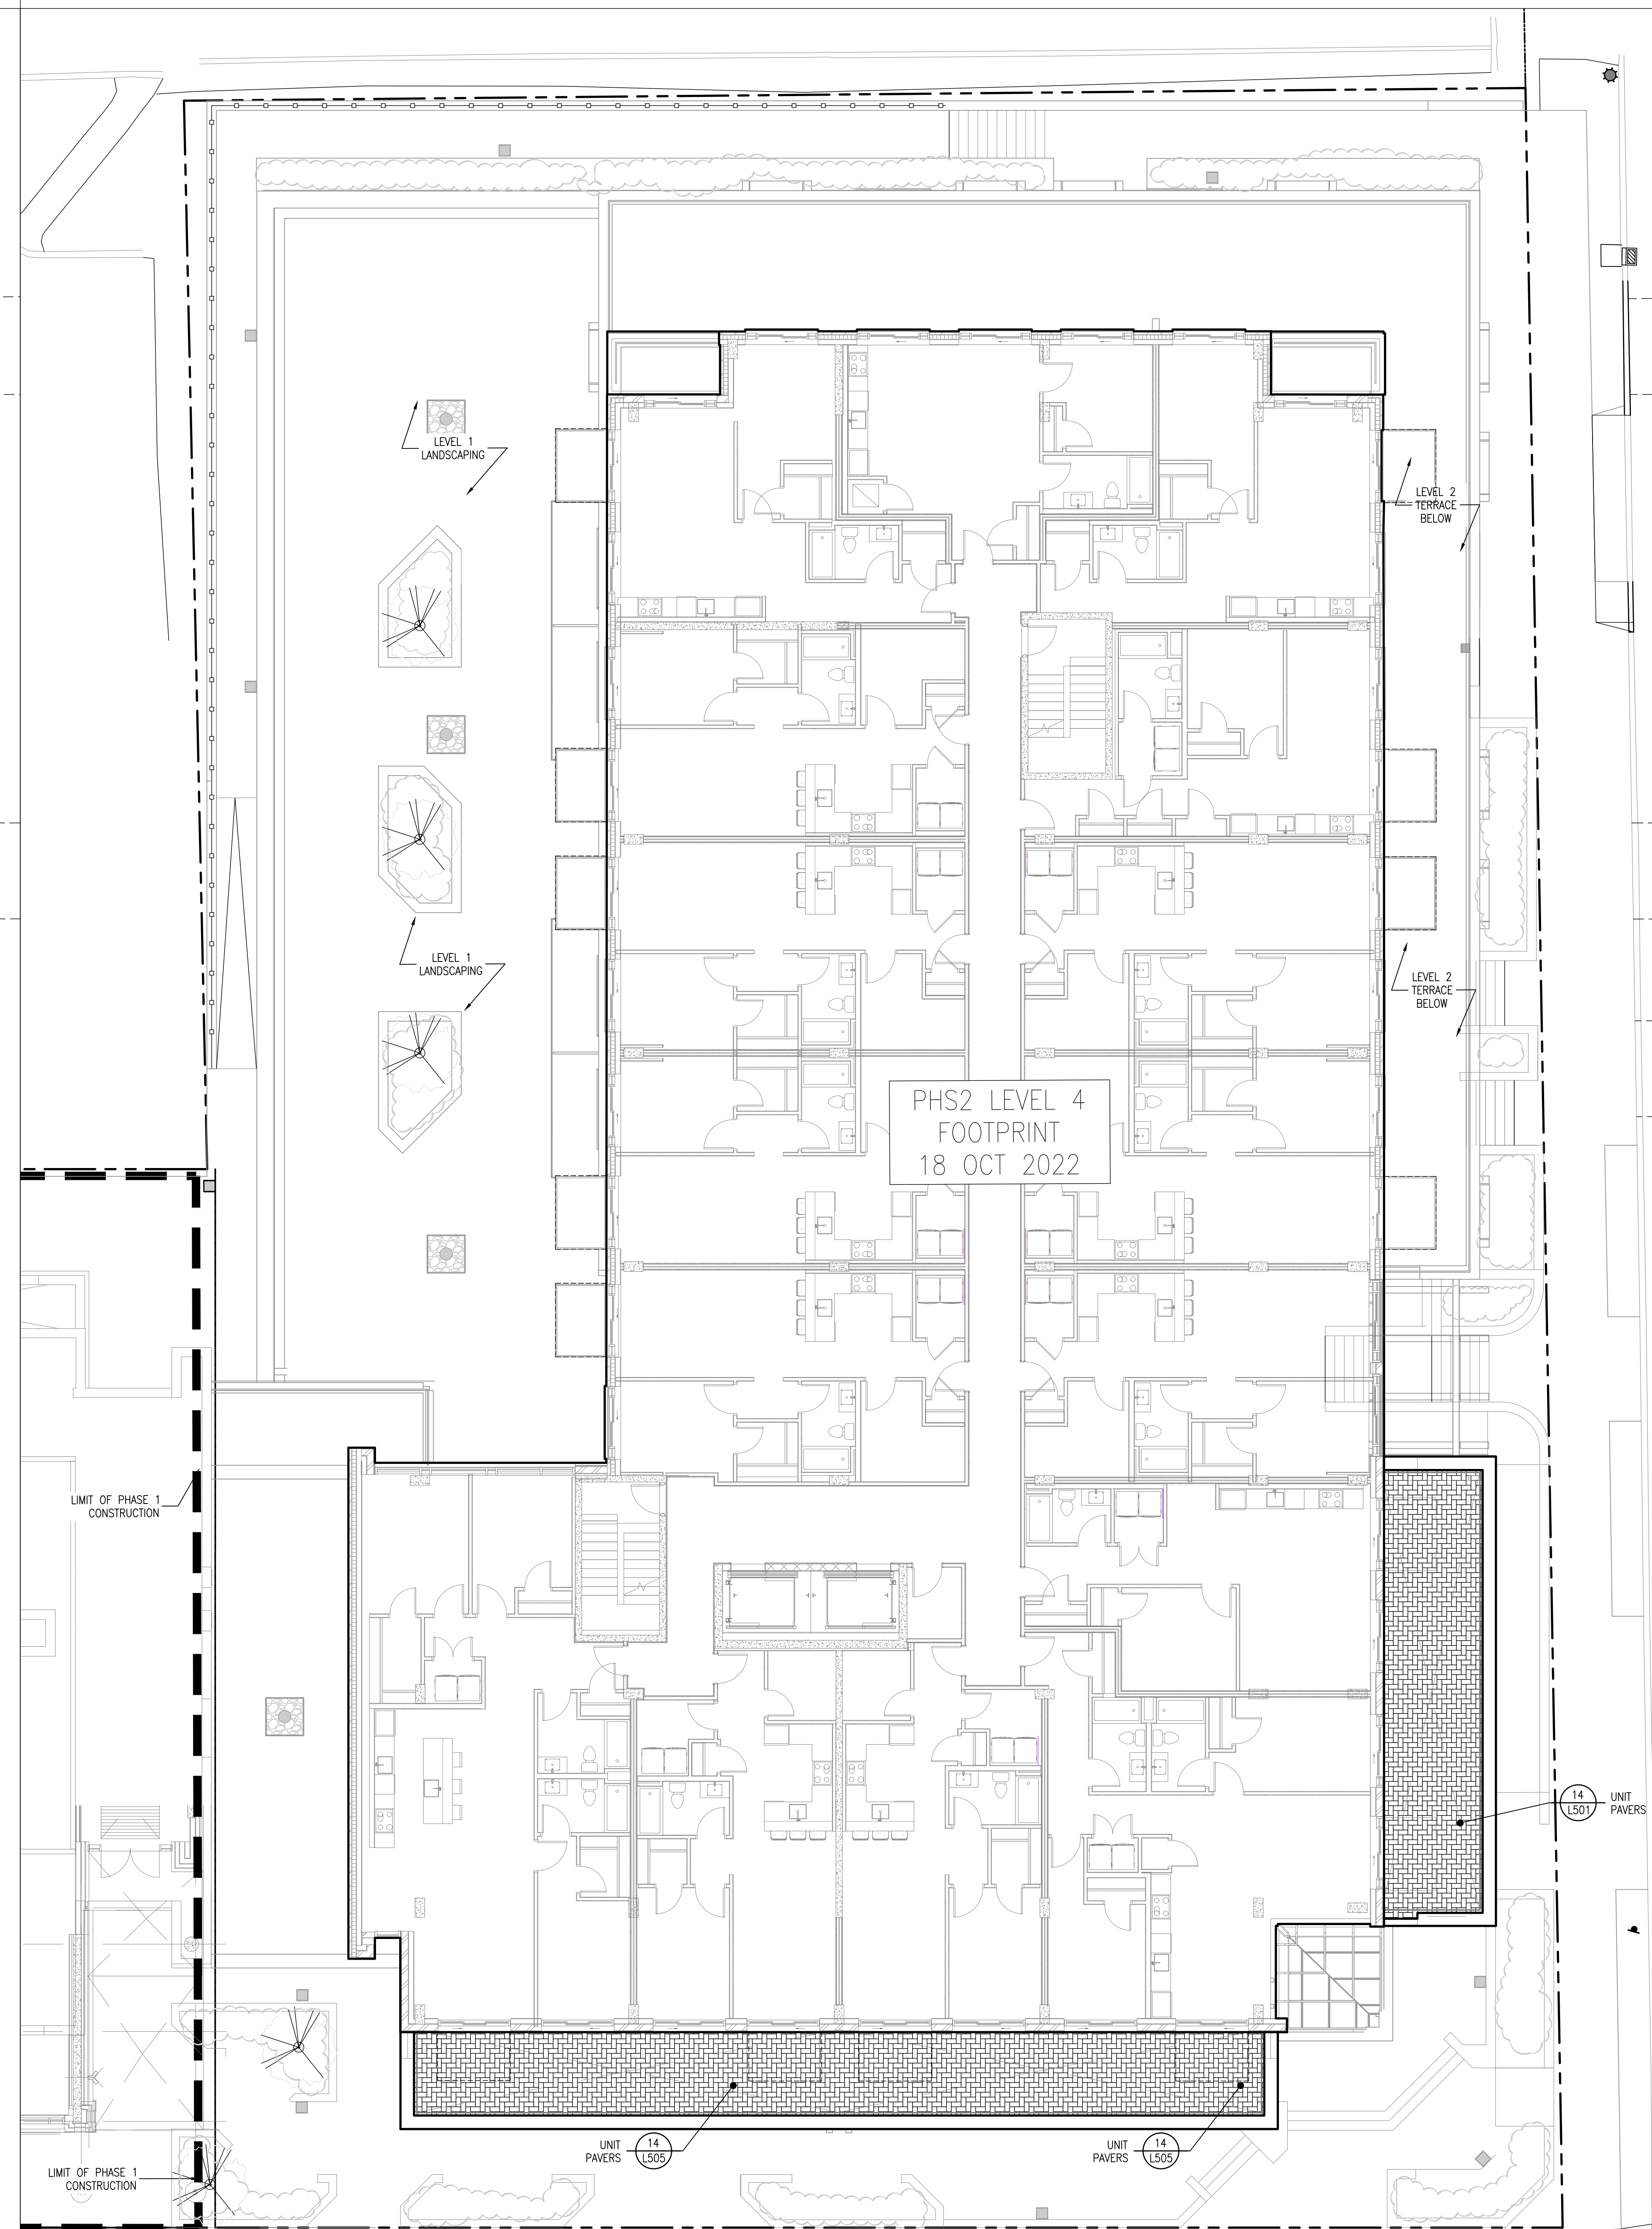 LEVEL 1
LANDSCAPING
LEVEL 2
TERRACE
BELOW
LEVEL 1
LANDSCAPING
LEVEL 2
TERRACE
BELOW
PHS2 LEVEL 4
FOOTPRINT
18 OCT 2022
LIMIT OF PHASE 1
CONSTRUCTION
14
L501
UNIT
PAVERS
UNIT
PAVERS
14
L505
UNIT
PAVERS
14
L505
LIMIT OF PHASE 1
CONSTRUCTION